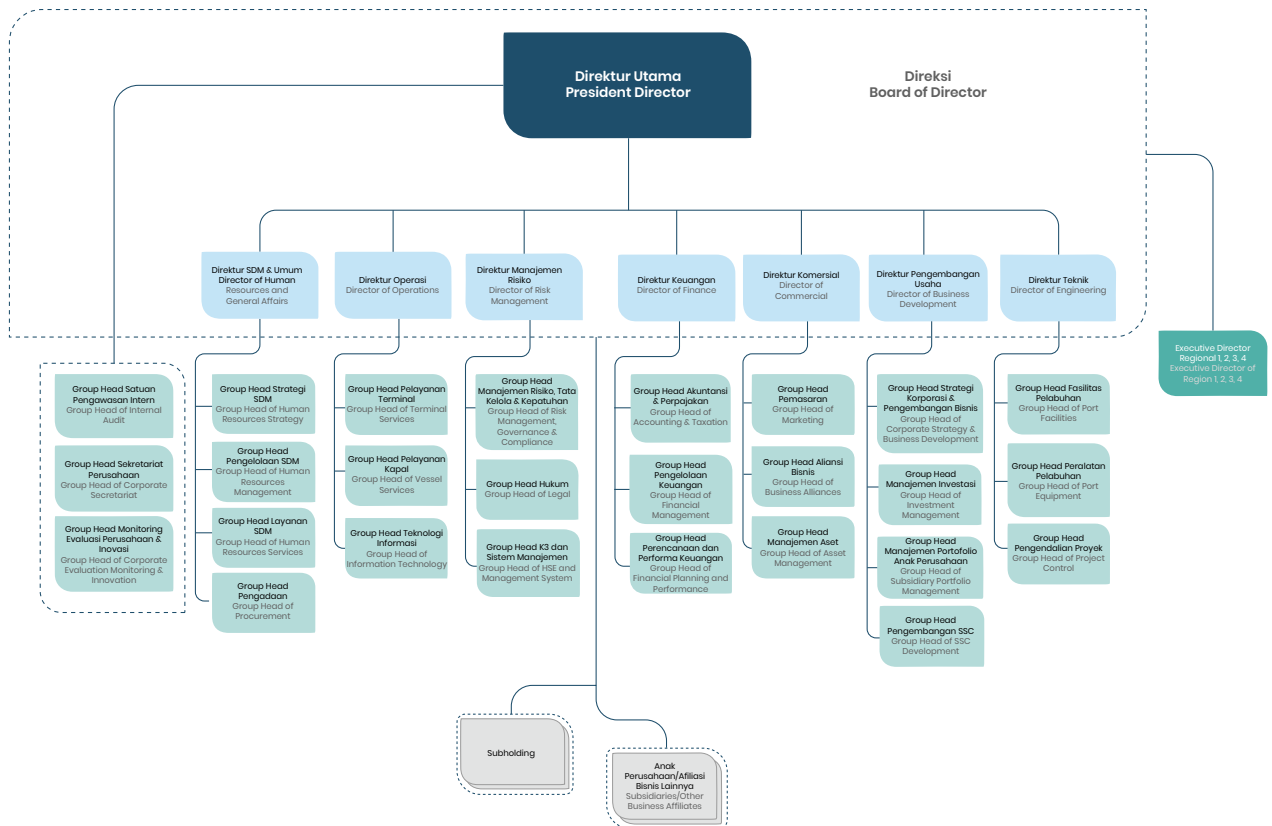 Direktur Utama
President Director
Direksi
Board of Director
Direktur SDM & Umum
Director of Human
Resources and
General Affairs
Direktur Operasi
Director of Operations
Direktur Manajemen
Risiko
Director of Risk
Management
Direktur Keuangan
Director of Finance
Direktur Komersial
Director of
Commercial
Direktur Pengembangan
Usaha
Director of Business
Development
Direktur Teknik
Director of Engineering
Executive Director
Regional 1, 2, 3, 4
Executive Director of
Region 1, 2, 3, 4
Group Head Satuan
Pengawasan Intern
Group Head of Internal
Audit
Group Head Sekretariat
Perusahaan
Group Head of Corporate
Secretariat
Group Head Monitoring
Evaluasi Perusahaan &
Inovasi
Group Head of Corporate
Evaluation Monitoring &
Innovation
Group Head Strategi
SDM
Group Head of Human
Resources Strategy
Group Head
Pengelolaan SDM
Group Head of Human
Resources
Management
Group Head Layanan
SDM
Group Head of Human
Resources Services
Group Head
Pengadaan
Group Head of
Procurement
Group Head Pelayanan
Terminal
Group Head of Terminal
Services
Group Head Pelayanan
Kapal
Group Head of Vessel
Services
Group Head Teknologi
Informasi
Group Head of
Information Technology
Group Head
Manajemen Risiko, Tata
Kelola & Kepatuhan
Group Head of Risk
Management,
Governance &
Compliance
Group Head Hukum
Group Head of Legal
Group Head K3 dan
Sistem Manajemen
Group Head of HSE and
Management System
Group Head Akuntansi
& Perpajakan
Group Head of
Accounting & Taxation
Group Head
Pengelolaan
Keuangan
Group Head of
Financial
Management
Group Head
Perencanaan dan
Performa Keuangan
Group Head of
Financial Planning and
Performance
Group Head
Pemasaran
Group Head of
Marketing
Group Head Aliansi
Bisnis
Group Head of
Business Alliances
Group Head
Manajemen Aset
Group Head of Asset
Management
Group Head Strategi
Korporasi &
Pengembangan Bisnis
Group Head of
Corporate Strategy &
Business Development
Group Head
Manajemen Investasi
Group Head of
Investment
Management
Group Head
Manajemen Portofolio
Anak Perusahaan
Group Head of
Subsidiary Portfolio
Management
Group Head
Pengembangan SSC
Group Head of SSC
Development
Group Head Fasilitas
Pelabuhan
Group Head of Port
Facilities
Group Head Peralatan
Pelabuhan
Group Head of Port
Equipment
Group Head
Pengendalian Proyek
Group Head of Project
Control
Subholding
Anak
Perusahaan/Afiliasi
Bisnis Lainnya
Subsidiaries/Other
Business Affiliates